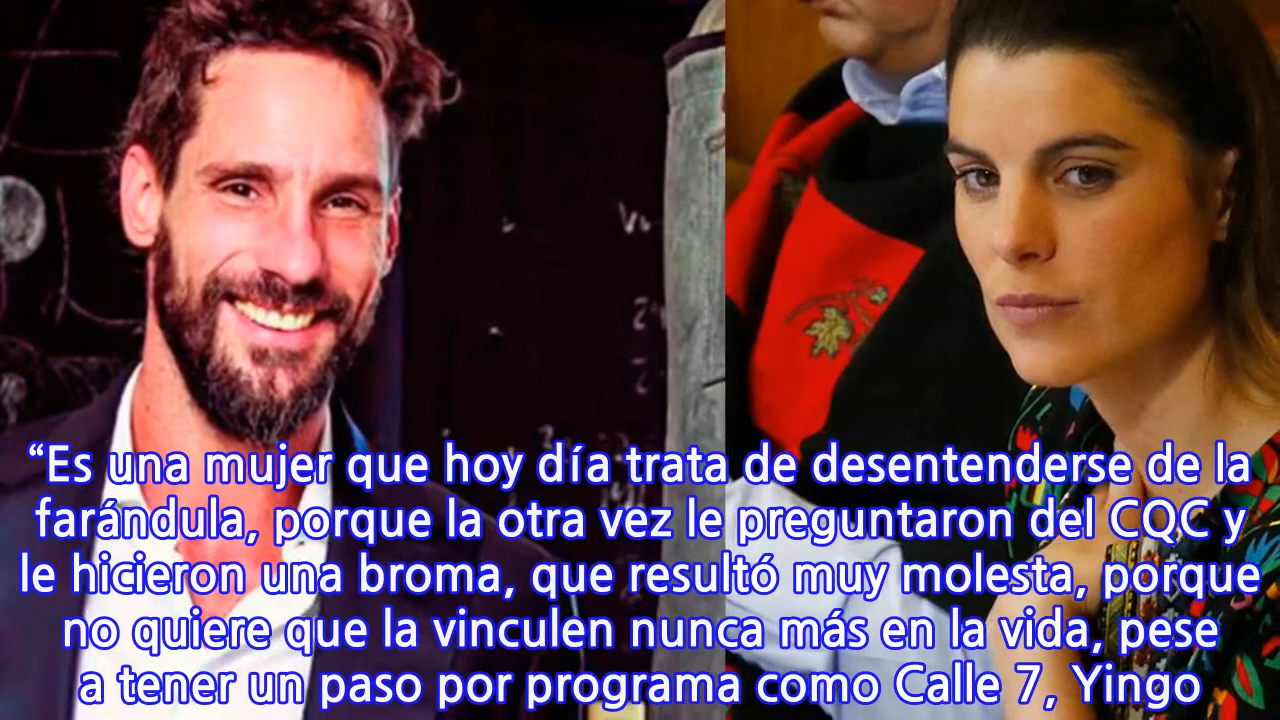 “Es una mujer que hoy día trata de desentenderse de la
farándula, porque la otra vez le preguntaron del CQC y
le hicieron una broma, que resultó muy molesta, porque
no quiere que la vinculen nunca más en la vida, pese
a tener un paso por programa como Calle 7, Yingo